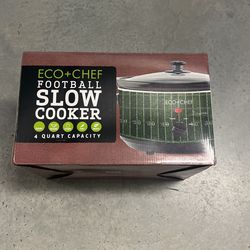 ECO+CHEF
FOOTBALL
SLOW
COOKER
4 QUART CAPACITY
ECO+CHEF